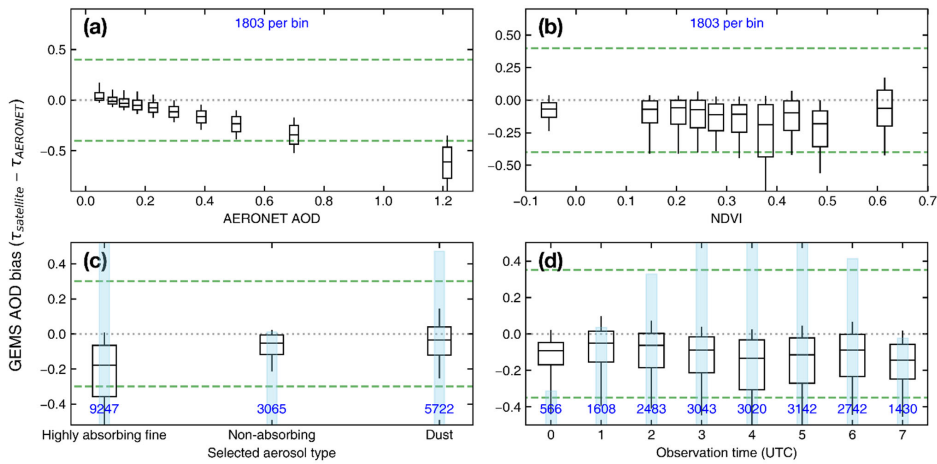 GEMS AOD bias (τsatellite − τAERONET)
(a)
1803 per bin
0.5
0.0
−0.5
0.0 0.2 0.4 0.6 0.8 1.0 1.2
AERONET AOD
(b)
1803 per bin
0.50
0.25
0.00
−0.25
−0.50
−0.1 0.0 0.1 0.2 0.3 0.4 0.5 0.6 0.7
NDVI
(c)
0.4
0.2
0.0
−0.2
−0.4
9247 3065 5722
Highly absorbing fine Non-absorbing Dust
Selected aerosol type
(d)
0.4
0.2
0.0
−0.2
−0.4
566 1608 2483 3043 3020 3142 2742 1430
0 1 2 3 4 5 6 7
Observation time (UTC)